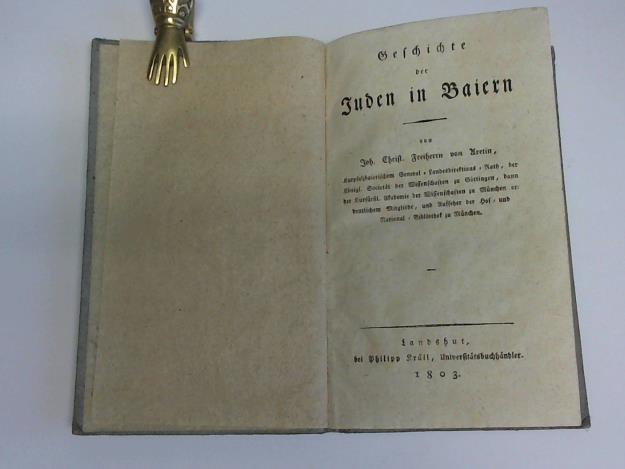 Geschichte
der
Juden in Baiern
von
Joh. Christ. Freiherrn von Aretin,
Kurpfalzbaierischem General-Landesdirektions-Rath, der
Königl. Societät der Wissenschaften zu Göttingen, dann
der Kurfürstl. Akademie der Wissenschaften zu München or-
dentlichem Mitgliede, und Aufseher der Hof- und
National-Bibliothek zu München.
Landshut,
bei Philipp Krüll, Universitätsbuchhändler.
1803.